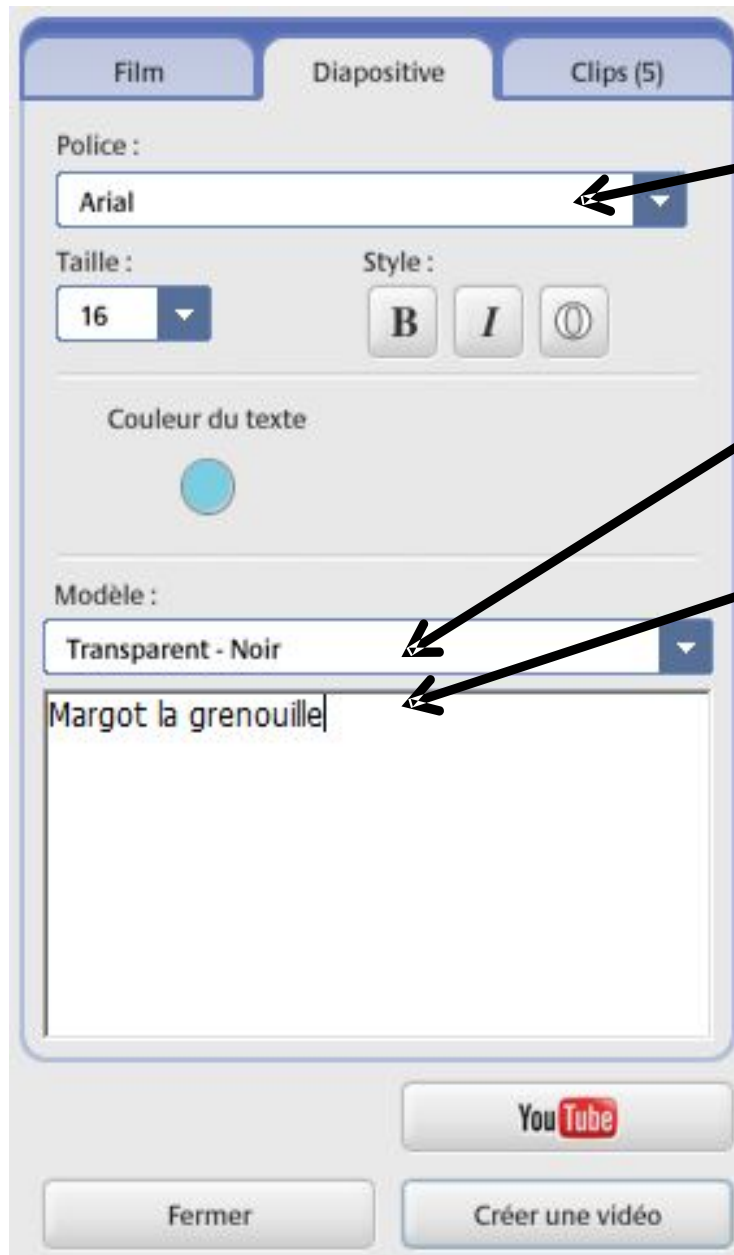 Film Diapositive Clips (5)
Police :
Arial
Taille : Style :
16 B I O
Couleur du texte
Modèle :
Transparent - Noir
Margot la grenouille
YouTube
Fermer Créer une vidéo